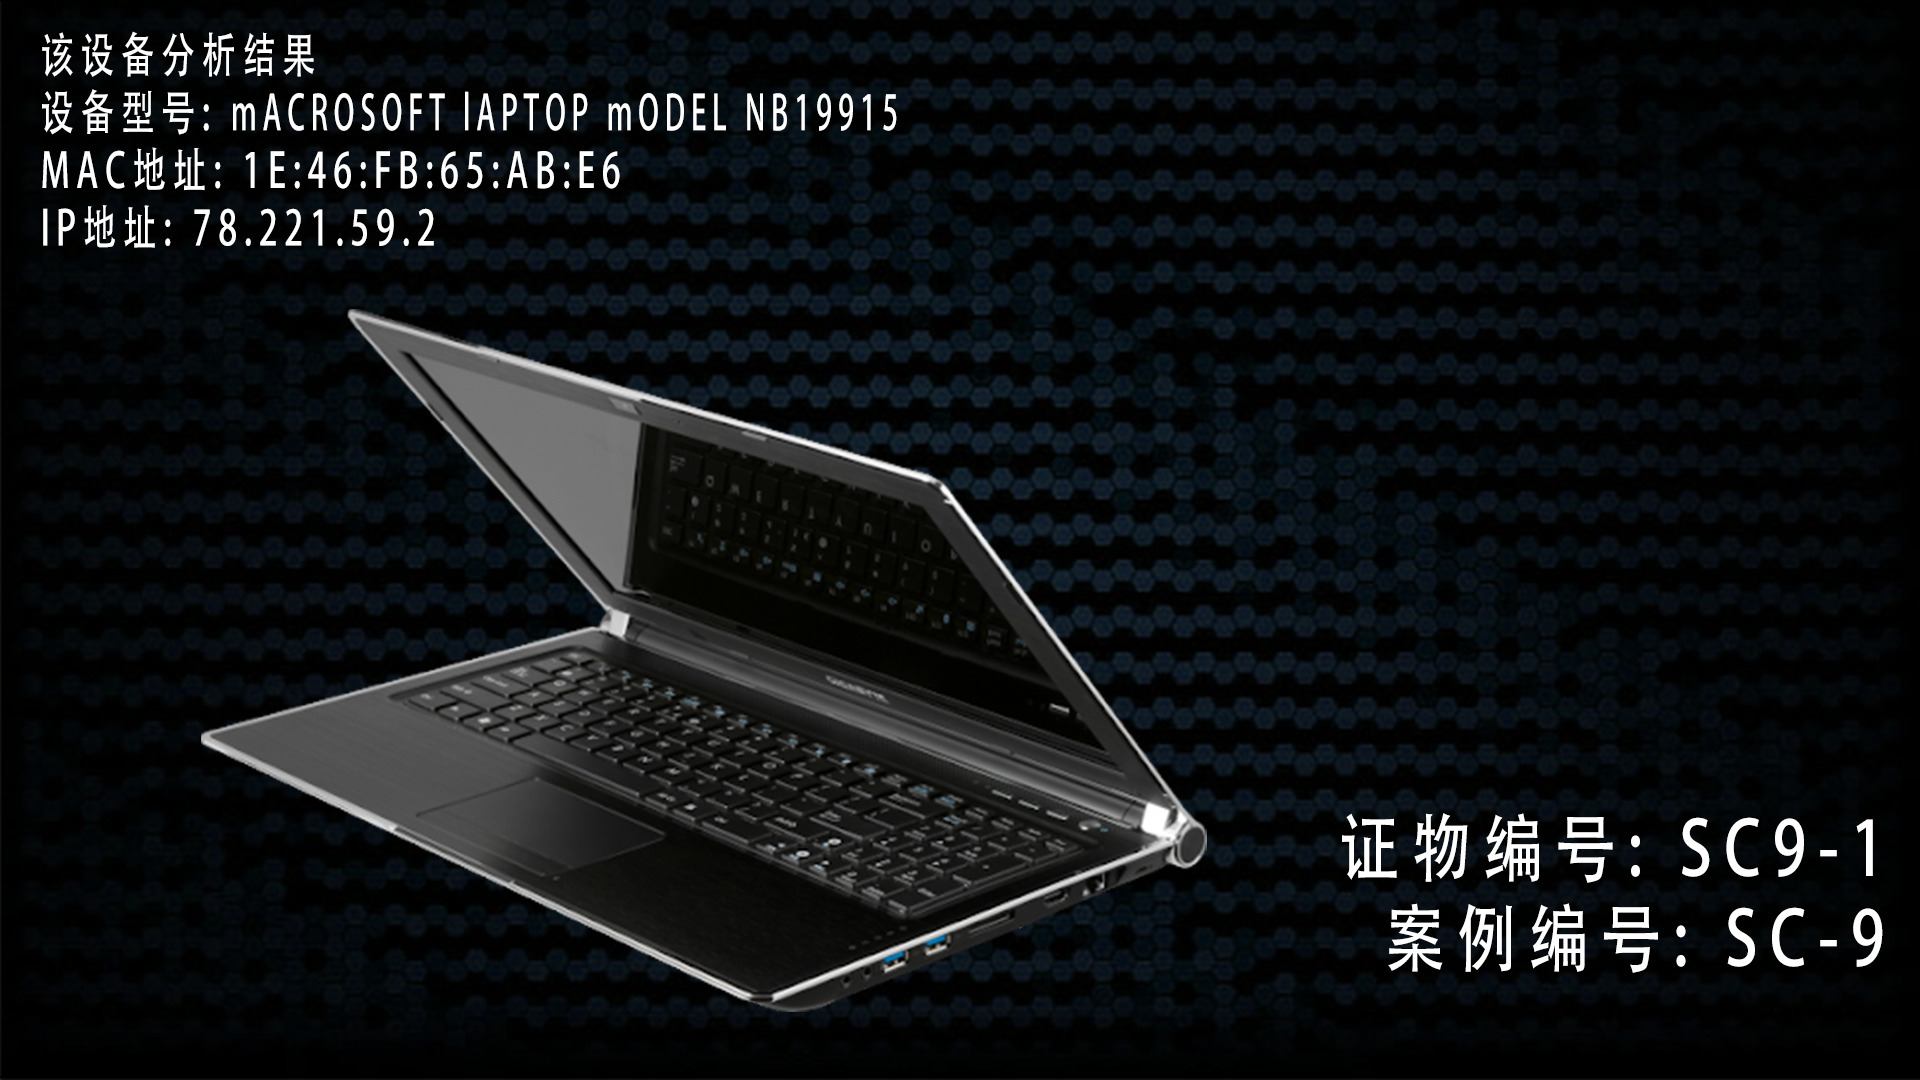 该设备分析结果
设备型号: mACROSOFT lAPTOP mODEL NB19915
MAC地址: 1E:46:FB:65:AB:E6
IP地址: 78.221.59.2
GIGABYTE
证物编号: SC9-1
案例编号: SC-9